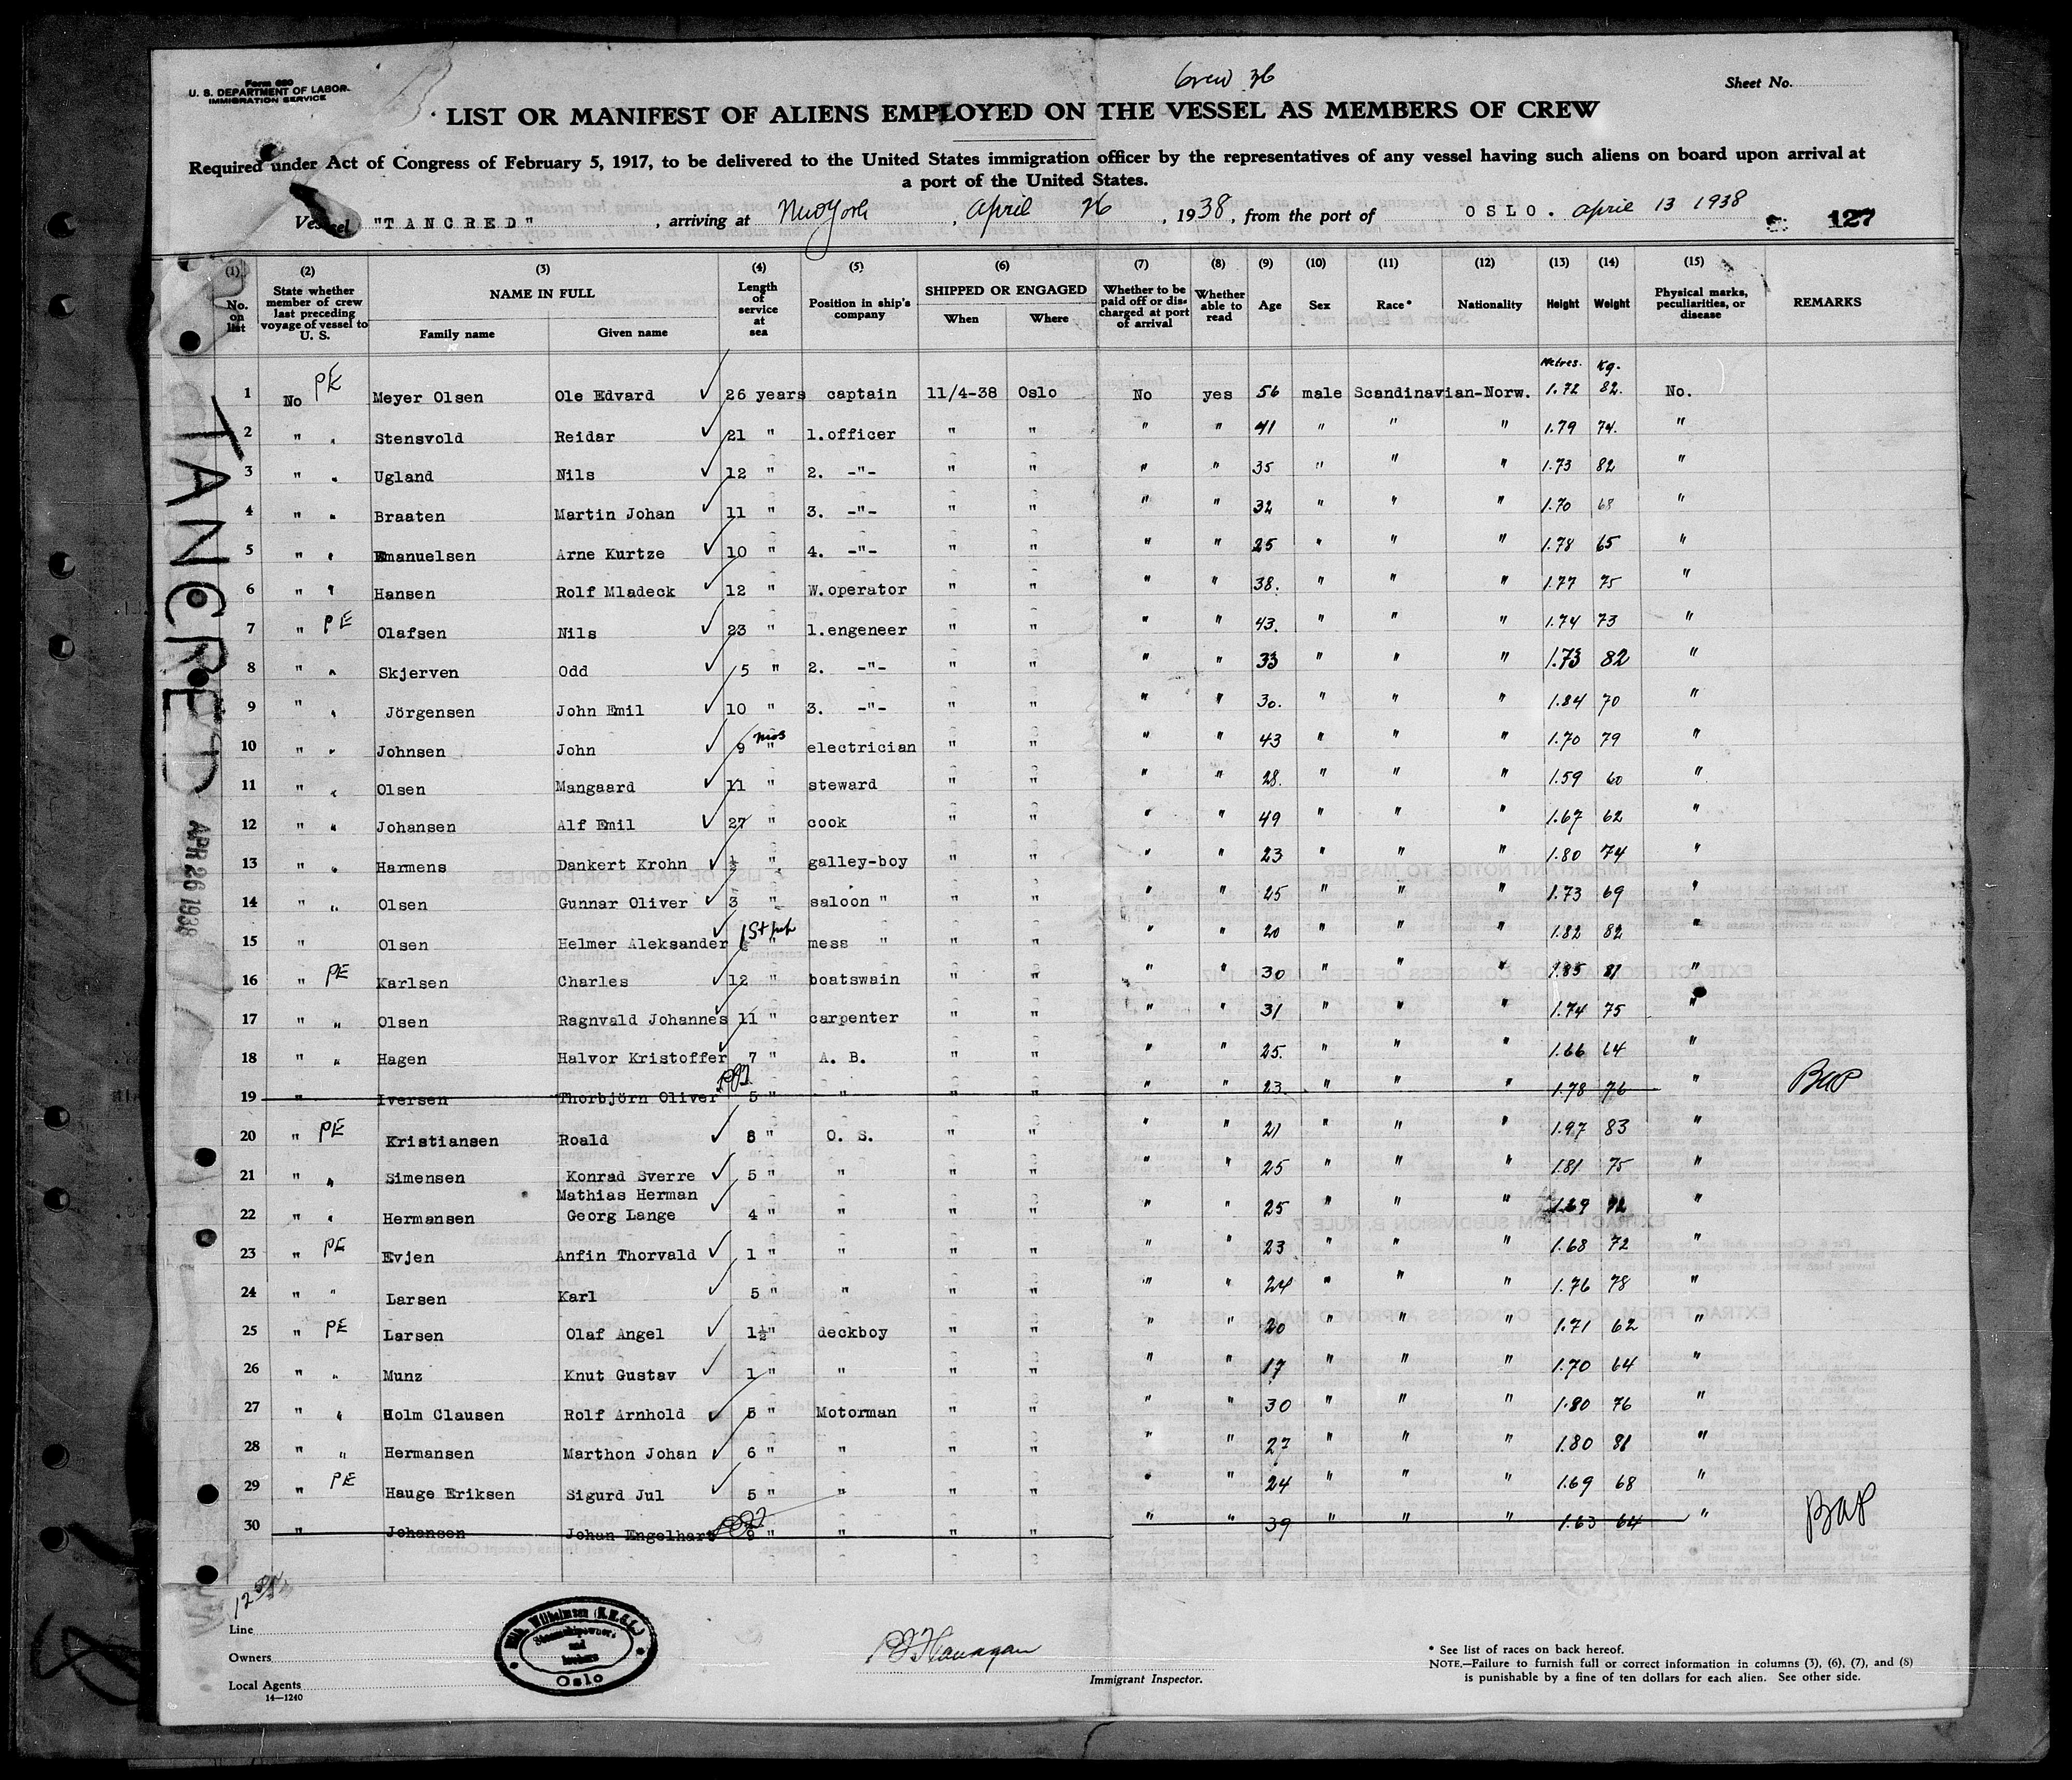 Form 680
U. S. DEPARTMENT OF LABOR
IMMIGRATION SERVICE
Crew 36
Sheet No.
LIST OR MANIFEST OF ALIENS EMPLOYED ON THE VESSEL AS MEMBERS OF CREW
Required under Act of Congress of February 5, 1917, to be delivered to the United States immigration officer by the representatives of any vessel having such aliens on board upon arrival at
a port of the United States.
Vessel "TANCRED", arriving at New York, April 26, 1938, from the port of OSLO. April 13 1938
127
(1) No. on list (2) State whether member of crew last preceding voyage of vessel to U. S. (3) NAME IN FULL Family name Given name (4) Length of service at sea (5) Position in ship's company (6) SHIPPED OR ENGAGED When Where (7) Whether to be paid off or discharged at port of arrival (8) Whether able to read (9) Age (10) Sex (11) Race* (12) Nationality (13) Height (14) Weight (15) Physical marks, peculiarities, or disease REMARKS
Metres. Kg.
1 No PE Meyer Olsen Ole Edvard ✓ 26 years captain 11/4-38 Oslo No yes 56 male Scandinavian-Norw. 1.72 82. No.
2 " " Stensvold Reidar ✓ 21 " 1.officer " " " " 41 " " " 1.79 74. "
3 " " Ugland Nils ✓ 12 " 2. -"- " " " " 35 " " " 1.73 82 "
4 " " Braaten Martin Johan ✓ 11 " 3. -"- " " " " 32 " " " 1.70 68 "
5 " " Emanuelsen Arne Kurtze ✓ 10 " 4. -"- " " " " 25 " " " 1.78 65 "
6 " " Hansen Rolf Mladeck ✓ 12 " W.operator " " " " 38. " " " 1.77 75 "
7 " PE Olafsen Nils ✓ 23 " 1.engeneer " " " " 43. " " " 1.74 73 "
8 " " Skjerven Odd ✓ 5 " 2. -"- " " " " 33 " " " 1.73 82 "
9 " " Jörgensen John Emil ✓ 10 " 3. -"- " " " " 30. " " " 1.84 70 "
10 " " Johnsen John ✓ 9 mos " electrician " " " " 43 " " " 1.70 79 "
11 " " Olsen Mangaard ✓ 11 " steward " " " " 28. " " " 1.59 60 "
12 " " Johansen Alf Emil ✓ 27 " cook " " " " 49 " " " 1.67 62 "
13 " " Harmens Dankert Krohn ✓ ½ " galley-boy " " " " 23 " " " 1.80 74 "
14 " " Olsen Gunnar Oliver ✓ 3 " saloon " " " " " 25 " " " 1.73 69 "
15 " Olsen Helmer Aleksander ✓ 1st " mess " " " " " 20 " " " 1.82 82 "
16 " PE Karlsen Charles ✓ 12 " boatswain " " " " 30 " " " 1.85 81 "
17 " " Olsen Ragnvald Johannes ✓ 11 " carpenter " " " " 31 " " " 1.74 75 "
18 " " Hagen Halvor Kristoffer ✓ 7 " A. B. " " " " 25. " " " 1.66 64 "
19 " Iversen Thorbjörn Oliver 5 " " " " " " 23. " " " 1.78 76 "
20 " PE Kristiansen Roald ✓ 8 " O. S. " " " " 21 " " " 1.97 83 "
21 " " Simensen Konrad Sverre ✓ 5 " " " " " " 25 " " " 1.81 75 "
Mathias Herman
22 " " Hermansen Georg Lange ✓ 4 " " " " " " 25 " " " 1.69 "
23 " PE Evjen Anfin Thorvald ✓ 1 " " " " " " 23 " " " 1.68 72 "
24 " " Larsen Karl ✓ 5 " " " " " " 24 " " " 1.76 78 "
25 " PE Larsen Olaf Angel ✓ 1½" deckboy " " " " 20 " " " 1.71 62 "
26 " " Munz Knut Gustav ✓ 1 " " " " " " 17 " " " 1.70 64 "
27 " " Holm Clausen Rolf Arnhold ✓ 5 " Motorman " " " " 30 " " " 1.80 76 "
28 " " Hermansen Marthon Johan ✓ 6 " " " " " " 27 " " " 1.80 81 "
29 " PE Hauge Eriksen Sigurd Jul ✓ 5 " " " " " " 24 " " " 1.69 68 "
30 " Johansen Johan Engelhart 9 " " " " " " 39 " " " 1.63 64 "
TANCRED
APR 26 1938
Line
Owners
Local Agents
14—1240
Wilh. Wilhelmsen
Steamshipowners
and
brokers
Oslo
Flanagan
Immigrant Inspector.
* See list of races on back hereof.
NOTE.—Failure to furnish full or correct information in columns (3), (6), (7), and (8)
is punishable by a fine of ten dollars for each alien. See other side.